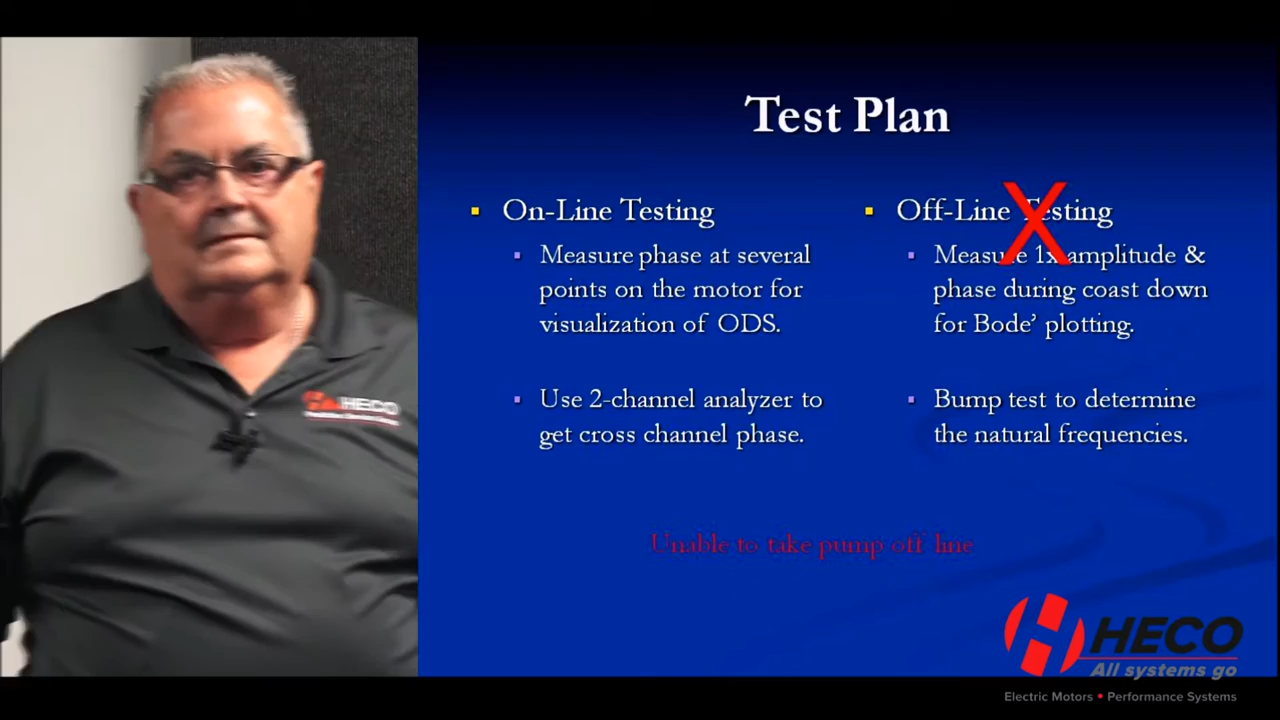 Test Plan
On-Line Testing
Measure phase at several
points on the motor for
visualization of ODS.
Use 2-channel analyzer to
get cross channel phase.
Off-Line Testing
Measure 1x amplitude &
phase during coast down
for Bode’ plotting.
Bump test to determine
the natural frequencies.
X
Unable to take pump off line
HECO
HECO
All systems go
Electric Motors ▪ Performance Systems